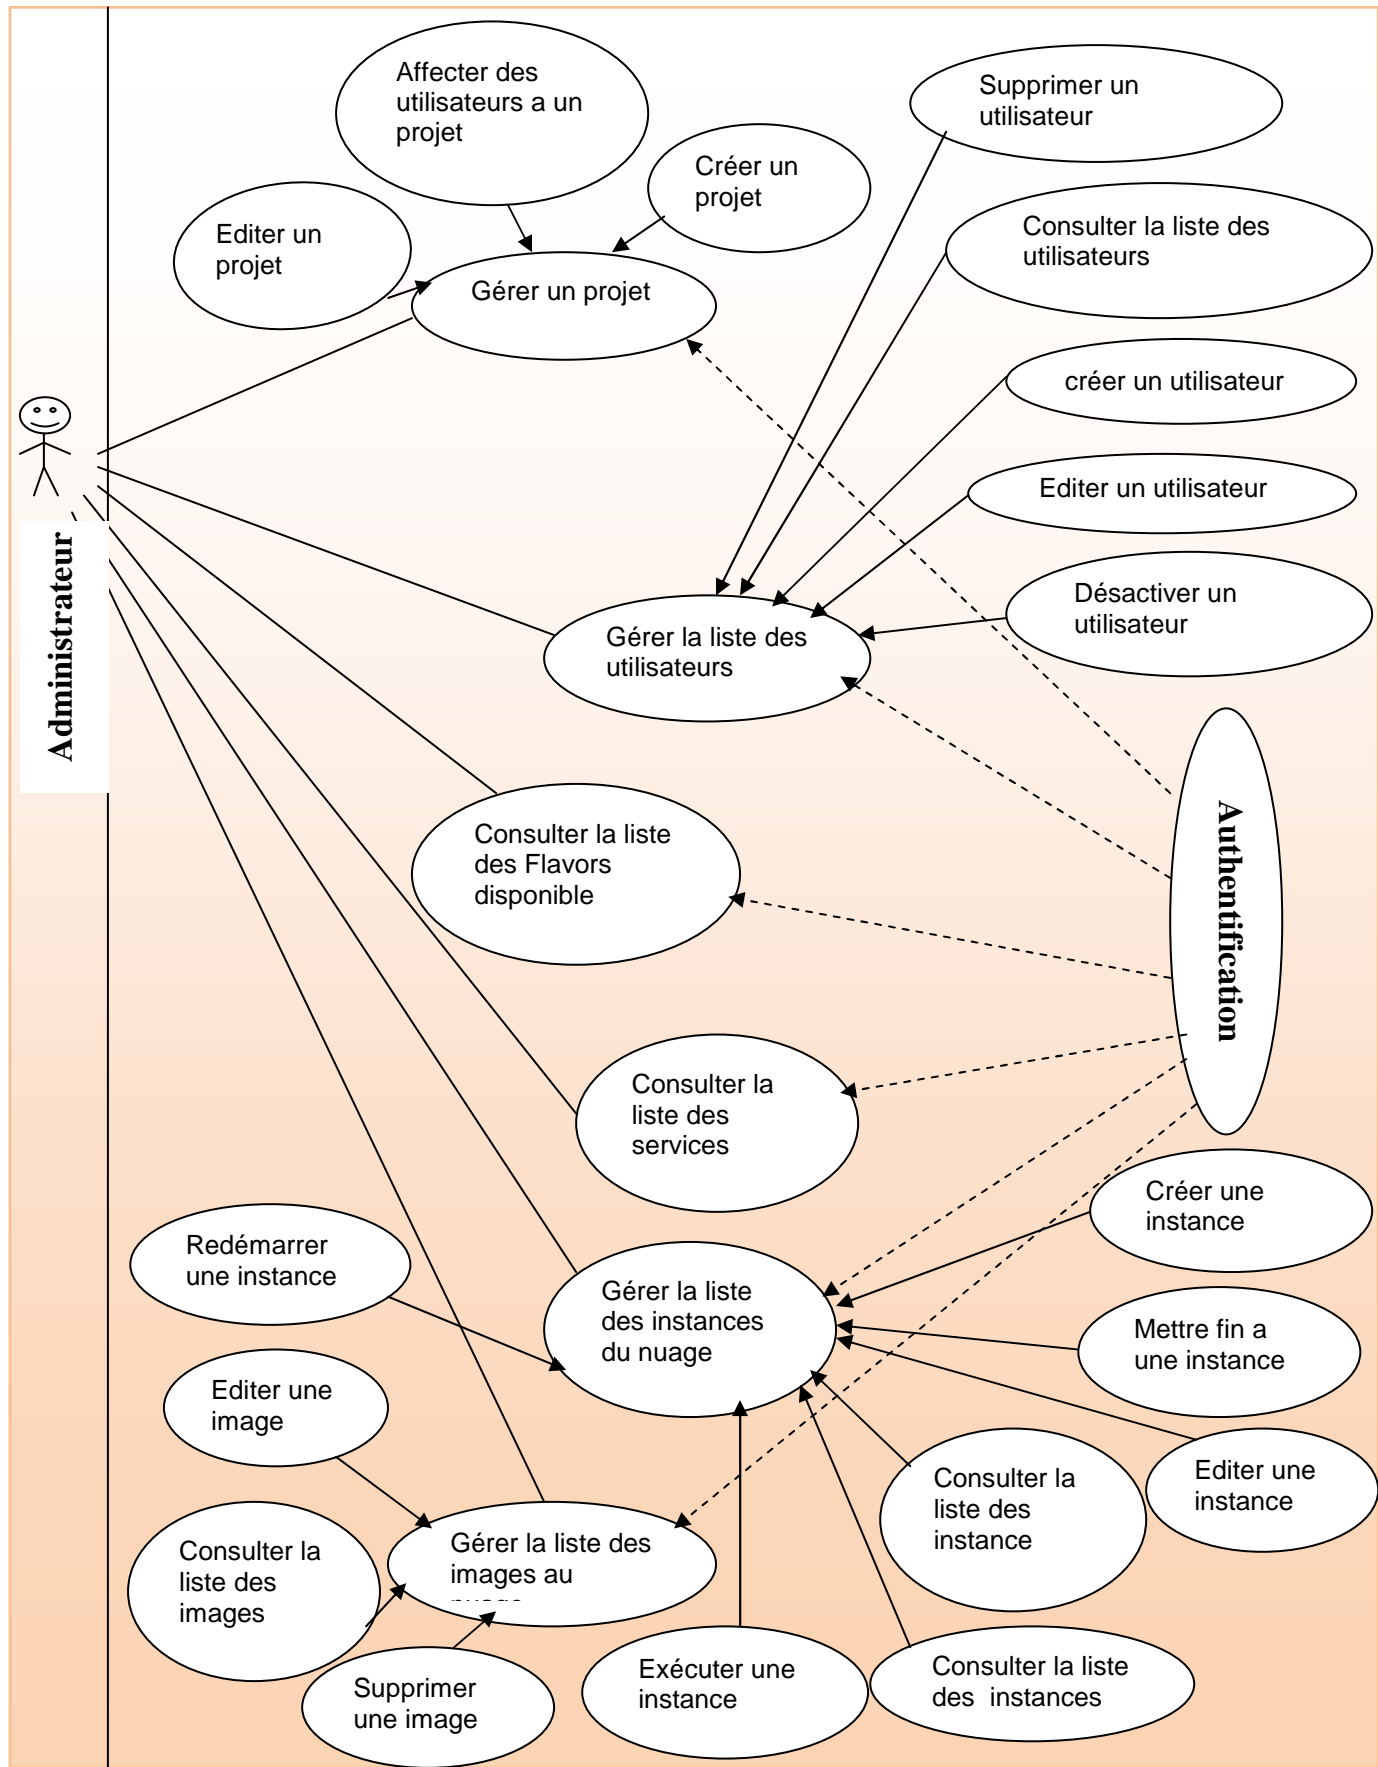 Affecter des
utilisateurs a un
projet
Supprimer un
utilisateur
Créer un
projet
Editer un
projet
Consulter la liste des
utilisateurs
Gérer un projet
créer un utilisateur
Editer un utilisateur
Administrateur
Désactiver un
utilisateur
Gérer la liste des
utilisateurs
Authentification
Consulter la liste
des Flavors
disponible
Consulter la
liste des
services
Créer une
instance
Redémarrer
une instance
Gérer la liste
des instances
du nuage
Mettre fin a
une instance
Editer une
image
Consulter la
liste des
instance
Editer une
instance
Gérer la liste des
images au
Consulter la
liste des
images
Exécuter une
instance
Consulter la liste
des  instances
Supprimer
une image